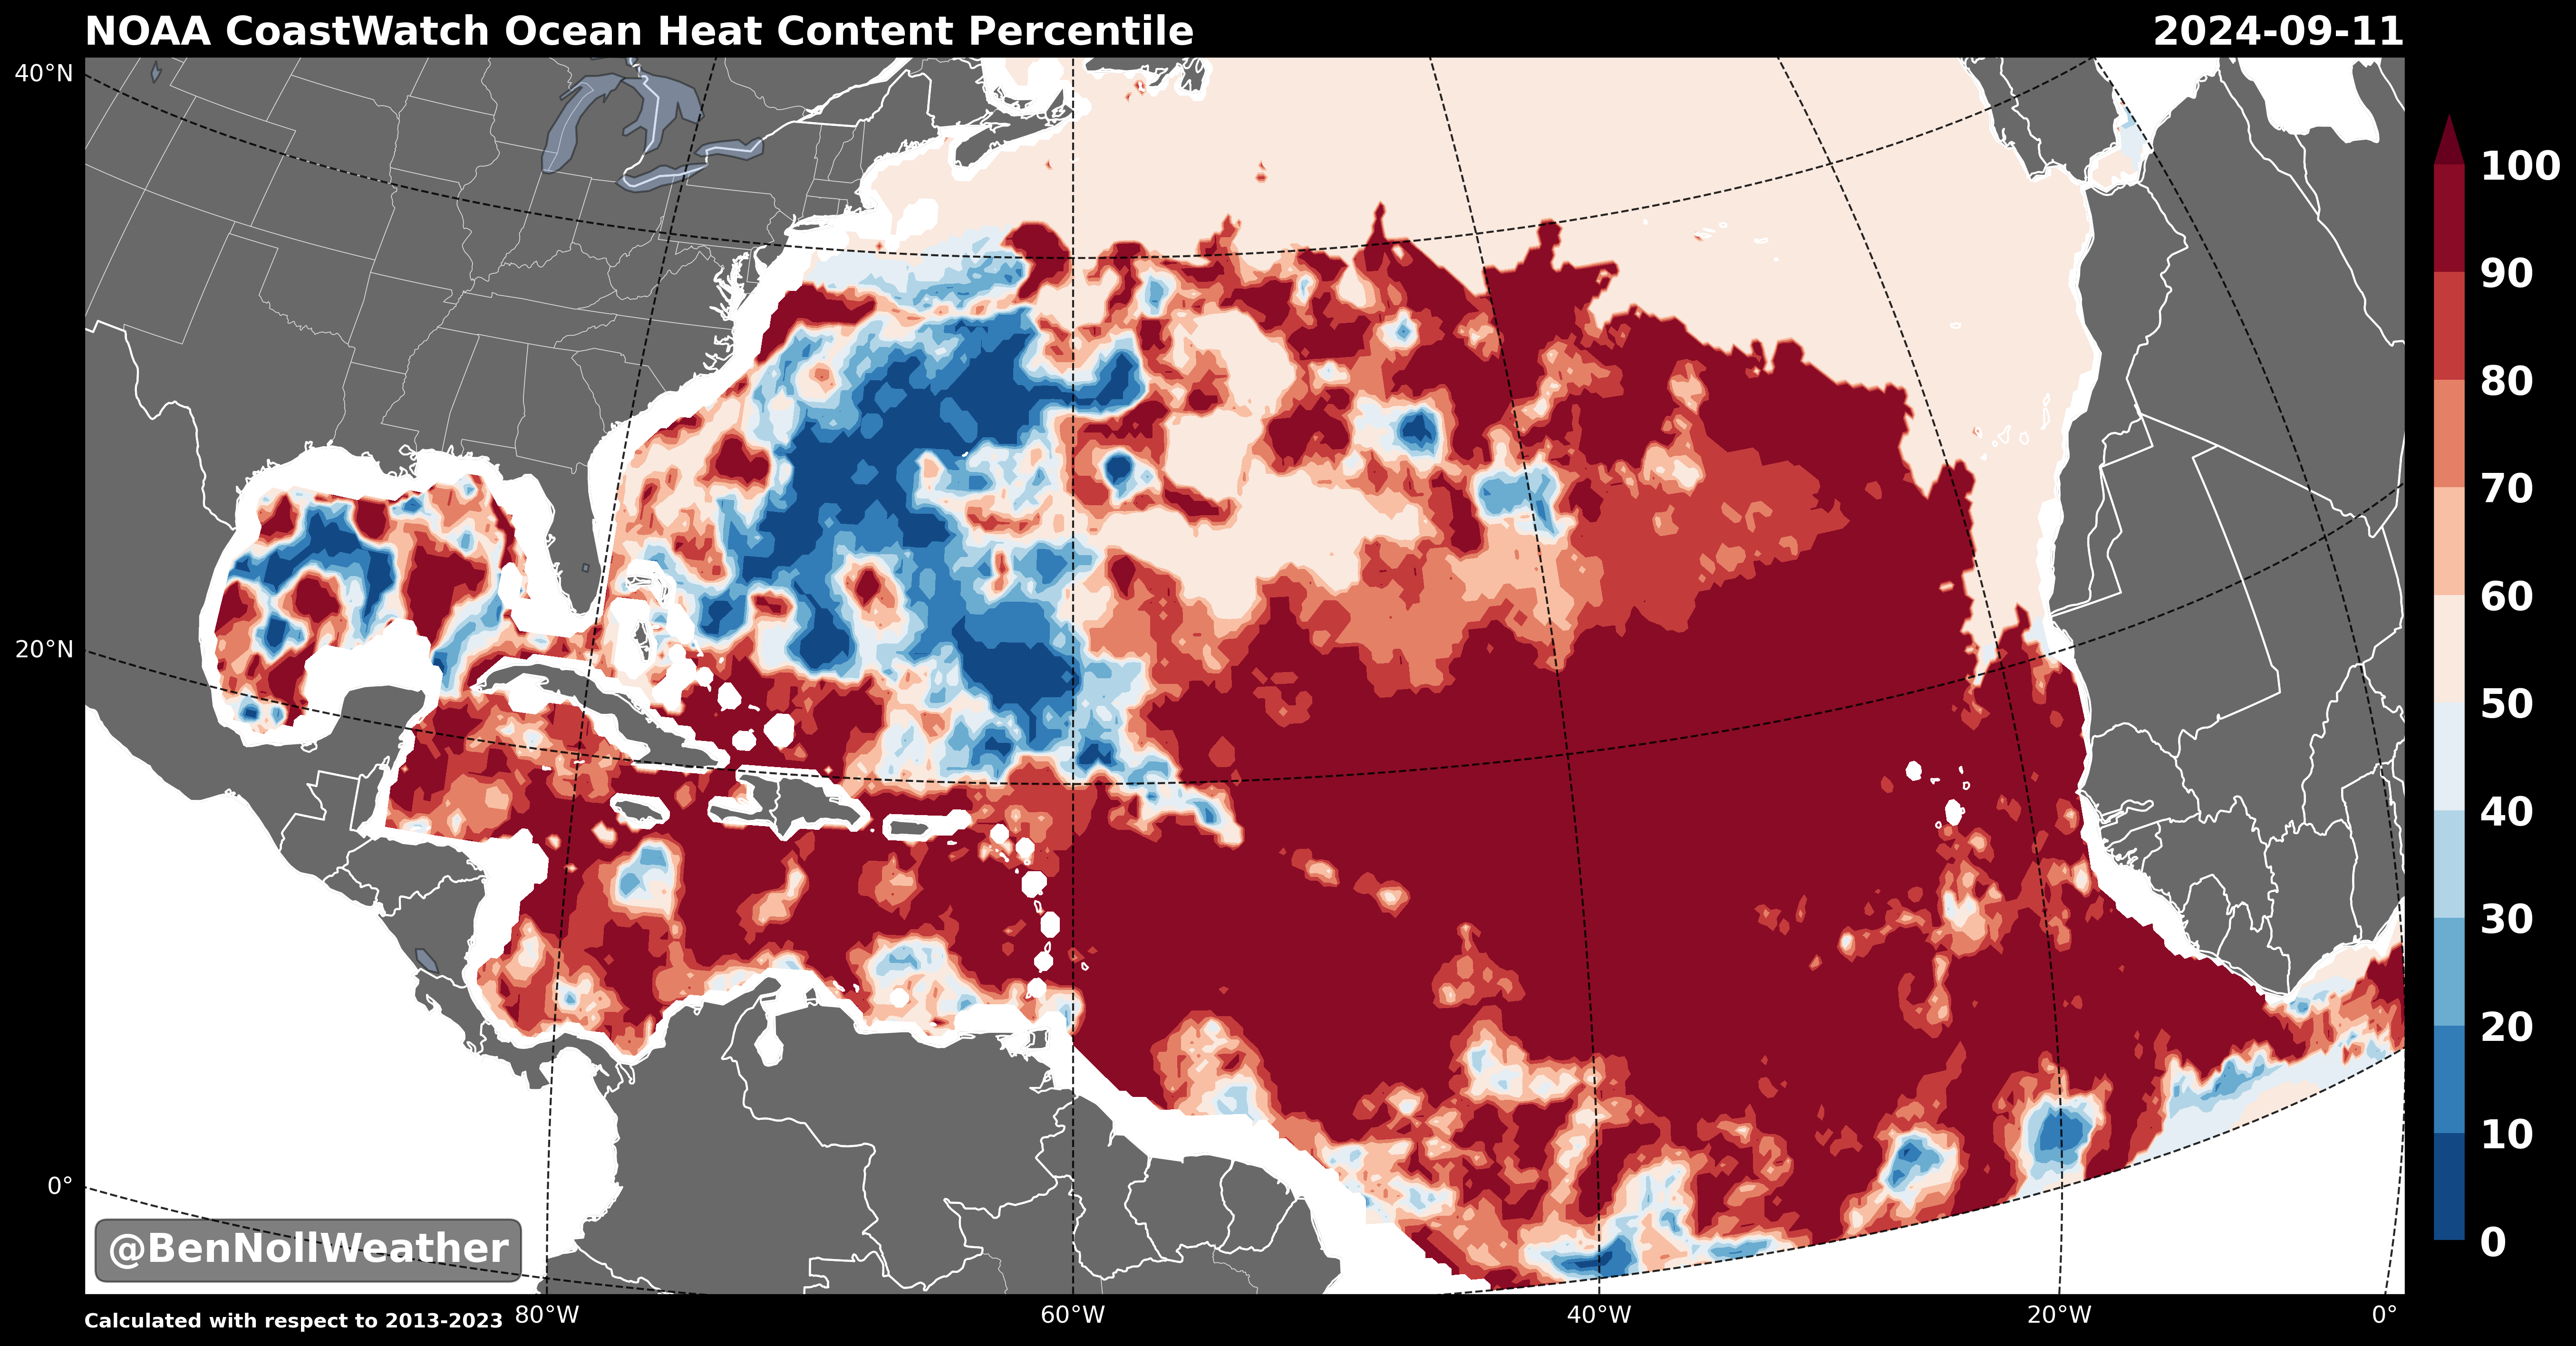 NOAA CoastWatch Ocean Heat Content Percentile
2024-09-11
40°N
20°N
0°
100
90
80
70
60
50
40
30
20
10
0
@BenNollWeather
Calculated with respect to 2013-2023
80°W
60°W
40°W
20°W
0°